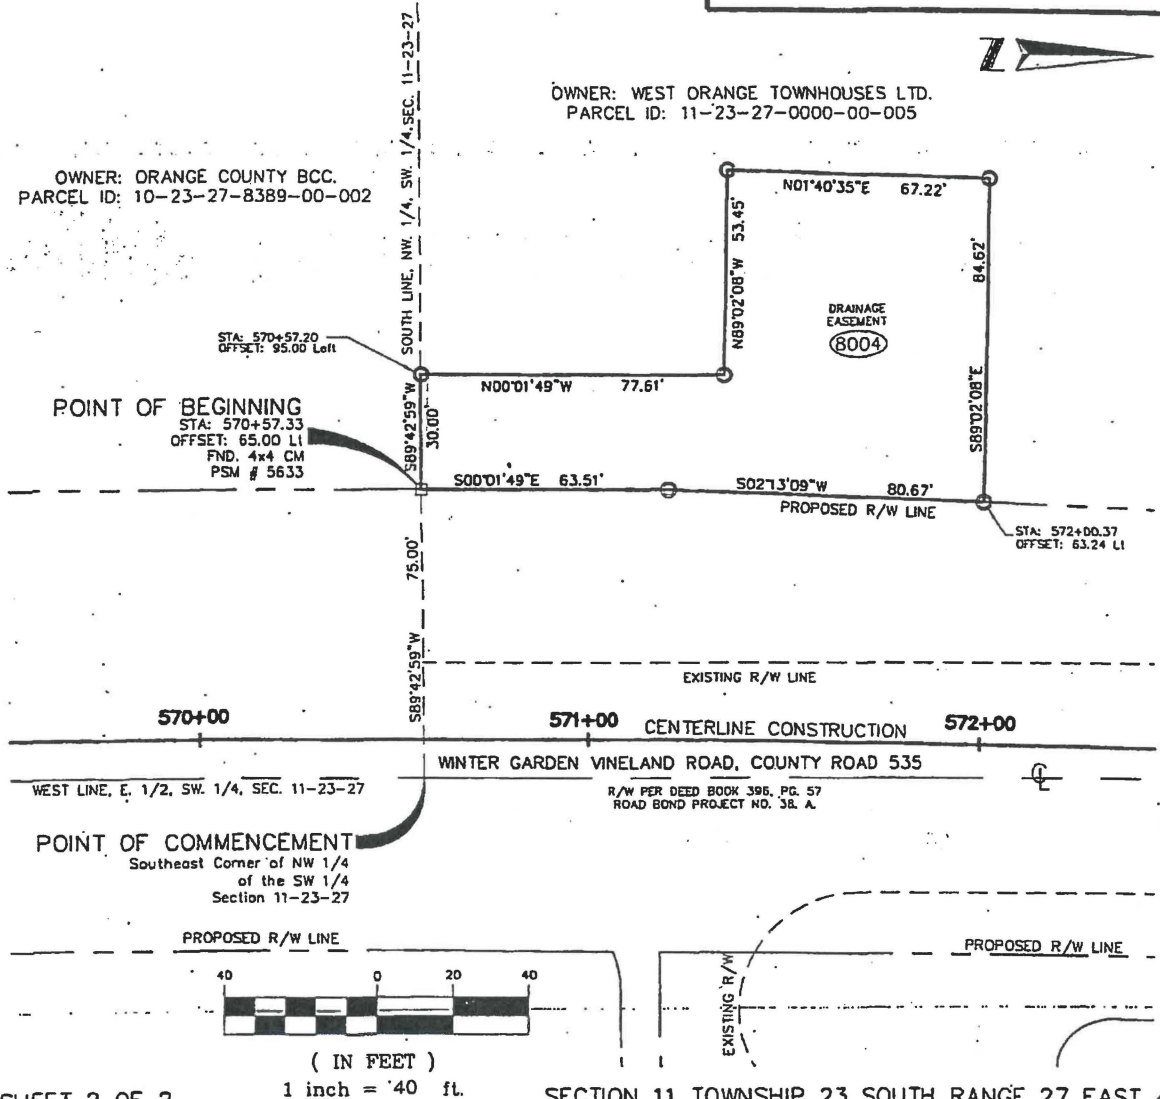 SOUTH LINE, NW. 1/4, SW. 1/4, SEC. 11-23-27
N
OWNER: WEST ORANGE TOWNHOUSES LTD.
PARCEL ID: 11-23-27-0000-00-005
OWNER: ORANGE COUNTY BCC.
PARCEL ID: 10-23-27-8389-00-002
N01°40'35"E 67.22'
N89°02'08"W 53.45'
84.62'
S89°02'08"E
DRAINAGE
EASEMENT
8004
STA: 570+57.20
OFFSET: 95.00 Left
N00°01'49"W 77.61'
S89°42'59"W
30.00'
POINT OF BEGINNING
STA: 570+57.33
OFFSET: 65.00 Lt
FND. 4x4 CM
PSM # 5633
S00°01'49"E 63.51'
S02°13'09"W 80.67'
PROPOSED R/W LINE
STA: 572+00.37
OFFSET: 63.24 Lt
S89°42'59"W 75.00'
EXISTING R/W LINE
570+00
571+00
572+00
CENTERLINE CONSTRUCTION
WINTER GARDEN VINELAND ROAD, COUNTY ROAD 535
WEST LINE, E. 1/2, SW. 1/4, SEC. 11-23-27
R/W PER DEED BOOK 396, PG. 57
ROAD BOND PROJECT NO. 38. A.
CL
POINT OF COMMENCEMENT
Southeast Corner of NW 1/4
of the SW 1/4
Section 11-23-27
PROPOSED R/W LINE
PROPOSED R/W LINE
EXISTING R/W
40 0 20 40
( IN FEET )
1 inch = 40 ft.
SHEET 2 OF 2
SECTION 11 TOWNSHIP 23 SOUTH RANGE 27 EAST